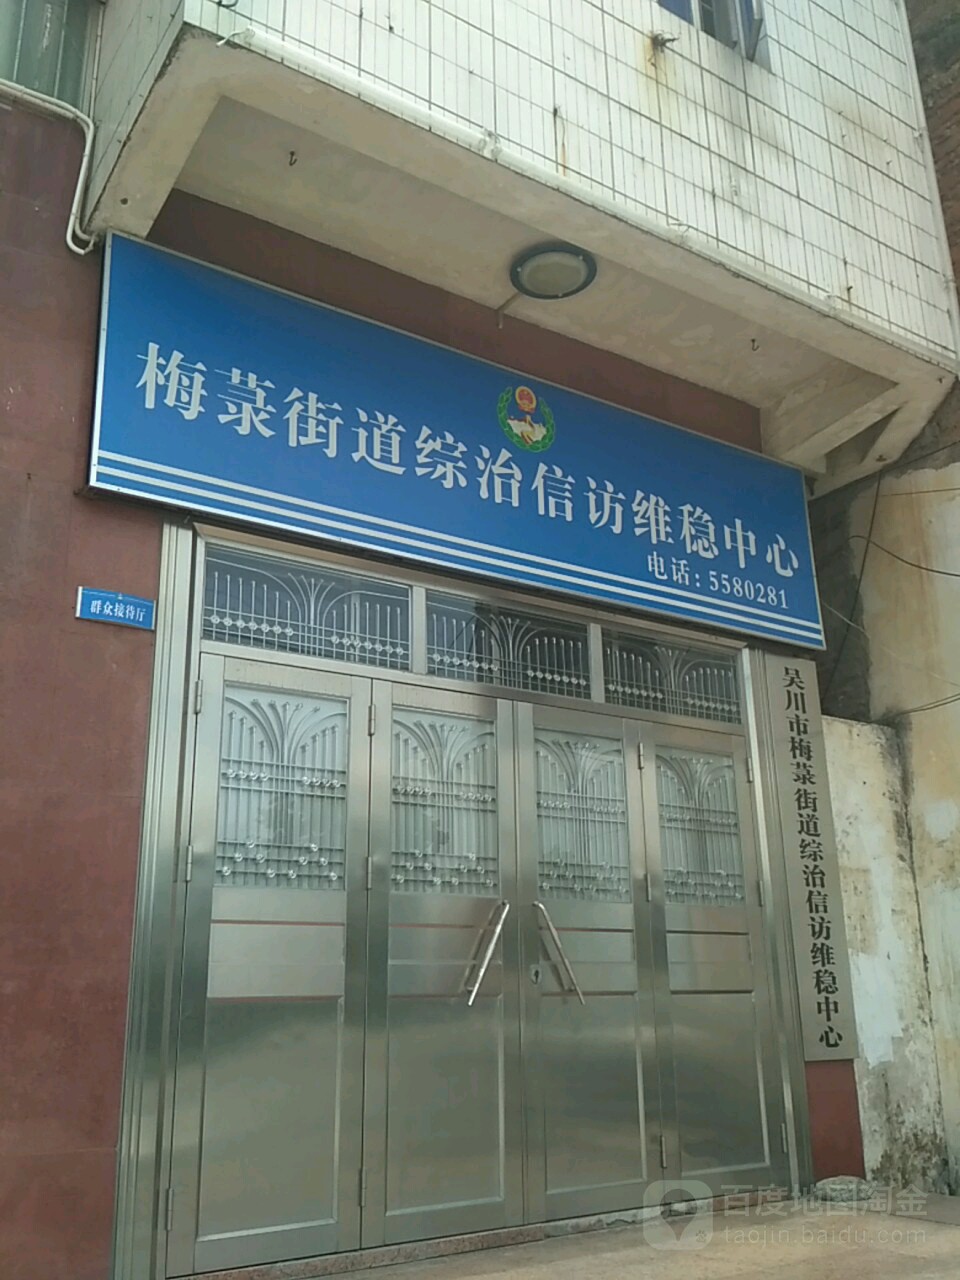 梅菉街道综治信访维稳中心
电话：5580281
群众接待厅
吴川市梅菉街道综治信访维稳中心
百度地图淘金
taojin.baidu.com